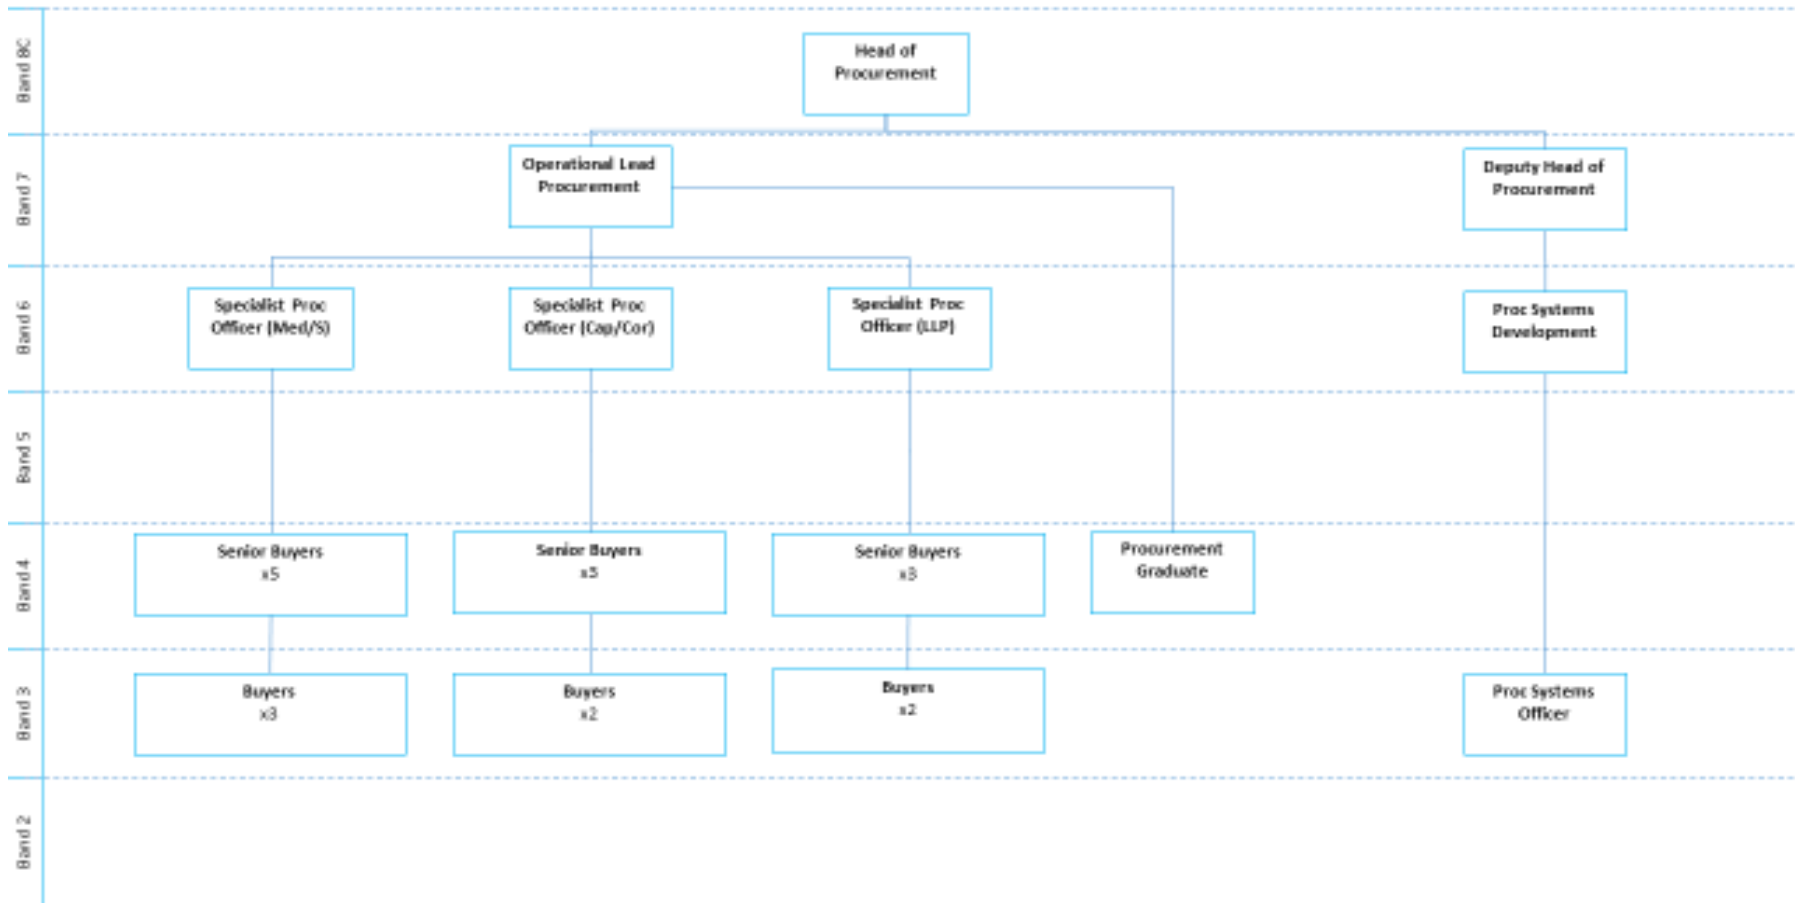 Band 8C
Head of
Procurement
Band 7
Operational Lead
Procurement
Deputy Head of
Procurement
Band 6
Specialist Proc
Officer (Med/S)
Specialist Proc
Officer (Cap/Cor)
Specialist Proc
Officer (LLP)
Proc Systems
Development
Band 5
Band 4
Senior Buyers
x5
Senior Buyers
Senior Buyers
x3
Procurement
Graduate
Band 3
Buyers
x3
Buyers
x2
Buyers
x2
Proc Systems
Officer
Band 2